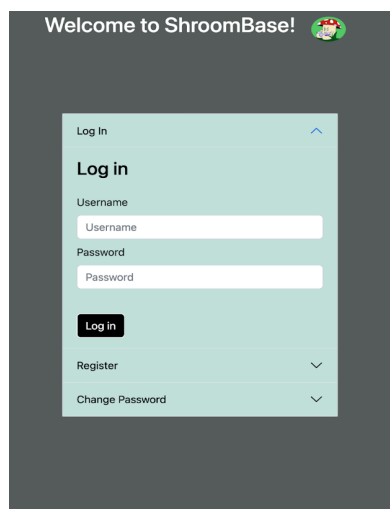 Welcome to ShroomBase!
Log In
Log in
Username
Username
Password
Password
Log in
Register
Change Password